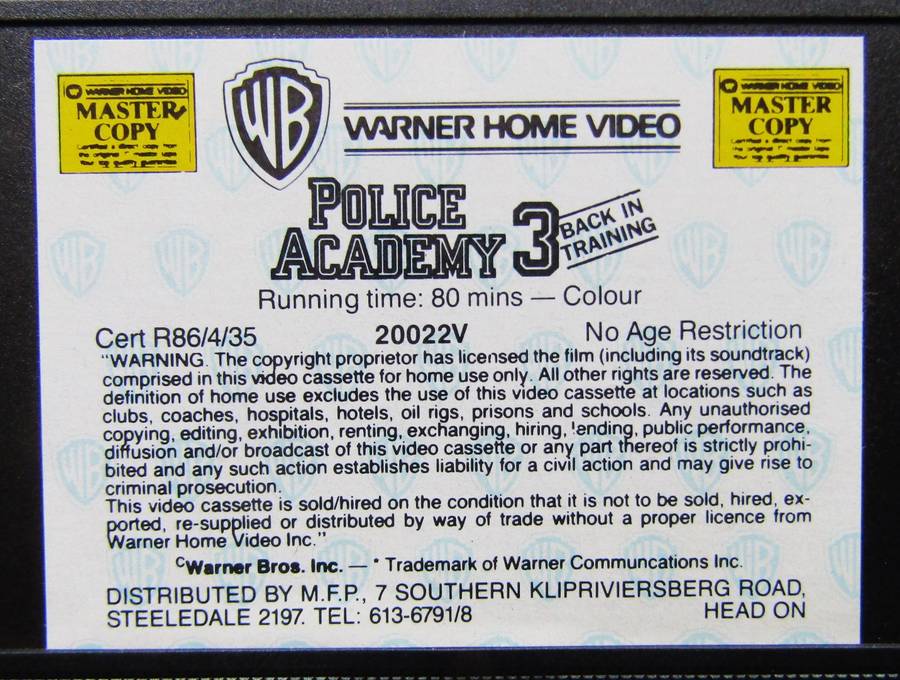 WARNER HOME VIDEO
MASTER
COPY
WB
WARNER HOME VIDEO
WARNER HOME VIDEO
MASTER
COPY
POLICE
ACADEMY 3 BACK IN
TRAINING
Running time: 80 mins — Colour
Cert R86/4/35 20022V No Age Restriction
"WARNING. The copyright proprietor has licensed the film (including its soundtrack)
comprised in this video cassette for home use only. All other rights are reserved. The
definition of home use excludes the use of this video cassette at locations such as
clubs, coaches, hospitals, hotels, oil rigs, prisons and schools. Any unauthorised
copying, editing, exhibition, renting, exchanging, hiring, lending, public performance,
diffusion and/or broadcast of this video cassette or any part thereof is strictly prohi-
bited and any such action establishes liability for a civil action and may give rise to
criminal prosecution.
This video cassette is sold/hired on the condition that it is not to be sold, hired, ex-
ported, re-supplied or distributed by way of trade without a proper licence from
Warner Home Video Inc."
©Warner Bros. Inc. — * Trademark of Warner Communcations Inc.
DISTRIBUTED BY M.F.P., 7 SOUTHERN KLIPRIVIERSBERG ROAD,
STEELEDALE 2197. TEL: 613-6791/8 HEAD ON